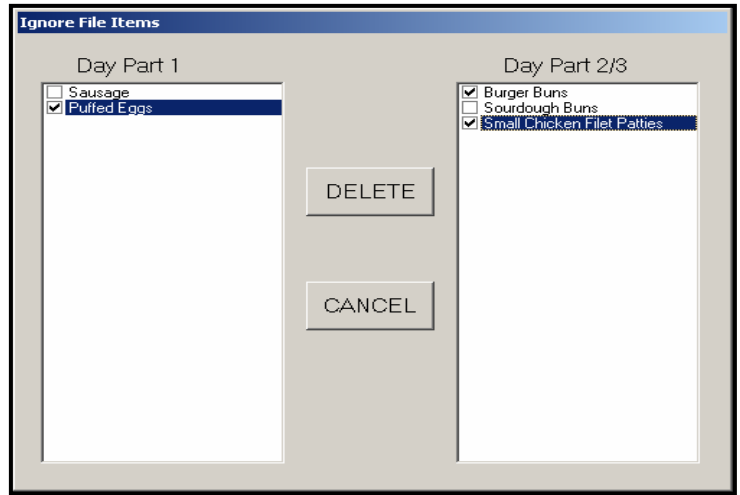 Ignore File Items
Day Part 1
Sausage
Puffed Eggs
DELETE
CANCEL
Day Part 2/3
Burger Buns
Sourdough Buns
Small Chicken Filet Patties